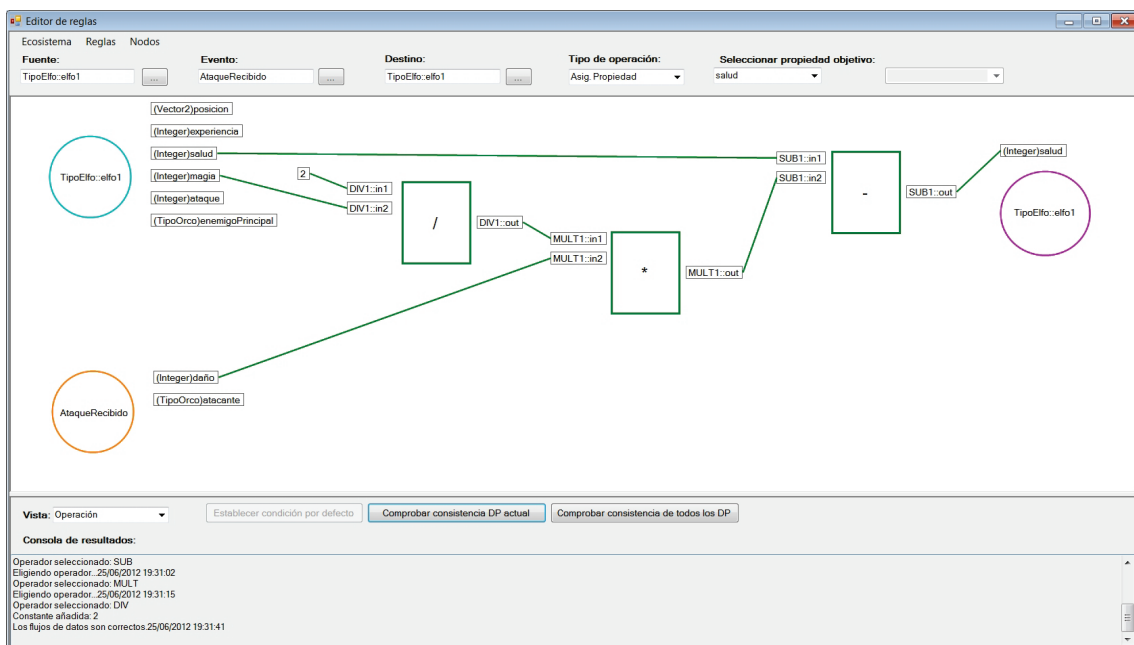 Editor de reglas
Ecosistema Reglas Nodos
Fuente: Evento: Destino: Tipo de operación: Seleccionar propiedad objetivo:
TipoElfo::elfo1 ... AtaqueRecibido ... TipoElfo::elfo1 ... Asig. Propiedad salud
(Vector2)posicion
(Integer)experiencia
(Integer)salud SUB1::in1 (Integer)salud
TipoElfo::elfo1 (Integer)magia 2 SUB1::in2
DIV1::in1 - SUB1::out
(Integer)ataque DIV1::in2
(TipoOrco)enemigoPrincipal / DIV1::out TipoElfo::elfo1
MULT1::in1
MULT1::in2
* MULT1::out
(Integer)daño
(TipoOrco)atacante
AtaqueRecibido
Vista: Operación Establecer condición por defecto Comprobar consistencia DP actual Comprobar consistencia de todos los DP
Consola de resultados:
Operador seleccionado: SUB
Eligiendo operador...25/06/2012 19:31:02
Operador seleccionado: MULT
Eligiendo operador...25/06/2012 19:31:15
Operador seleccionado: DIV
Constante añadida: 2
Los flujos de datos son correctos.25/06/2012 19:31:41